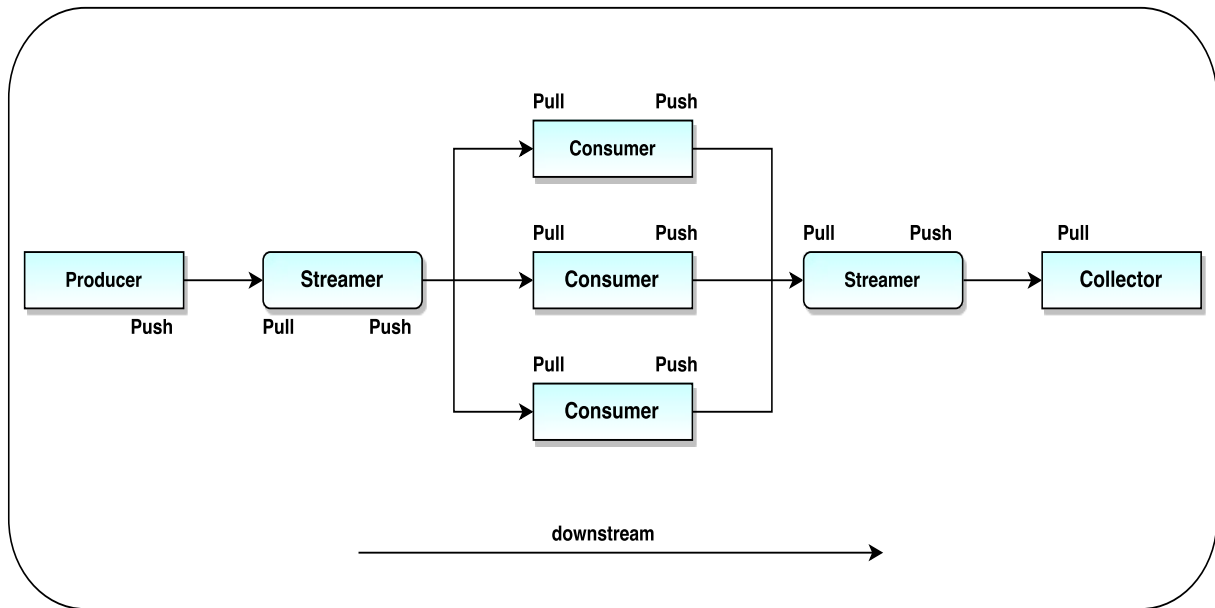 Pull Push
Consumer
Pull Push
Pull Push
Pull
Producer
Streamer
Consumer
Streamer
Collector
Push
Pull Push
Pull Push
Consumer
downstream